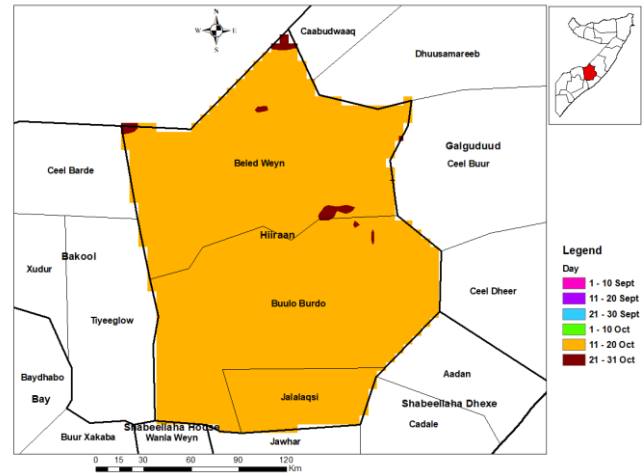 N
W E
S
Caabudwaaq
Dhuusamareeb
Galguduud
Ceel Buur
Ceel Barde
Beled Weyn
Hiiraan
Bakool
Xudur
Tiyeeglow
Buulo Burdo
Ceel Dheer
Baydhabo
Bay
Jalalaqsi
Aadan
Shabeellaha Dhexe
Cadale
Shabeellaha House
Buur Xakaba
Wanla Weyn
Jawhar
Legend
Day
1 - 10 Sept
11 - 20 Sept
21 - 30 Sept
1 - 10 Oct
11 - 20 Oct
21 - 31 Oct
0 15 30 60 90 120
Km